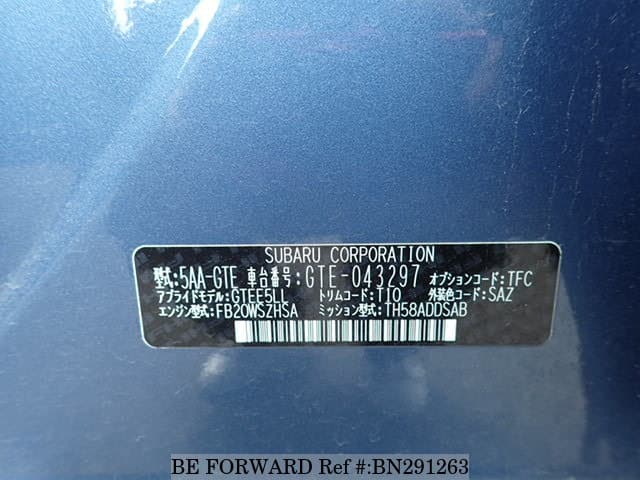 SUBARU CORPORATION
型式:5AA-GTE 車台番号:GTE-043297 オプションコード:TFC
アプライドモデル:GTEE5LL トリムコード:T10 外装色コード:SAZ
エンジン型式:FB20WSZHSA ミッション型式:TH58ADDSAB
BE FORWARD Ref #:BN291263